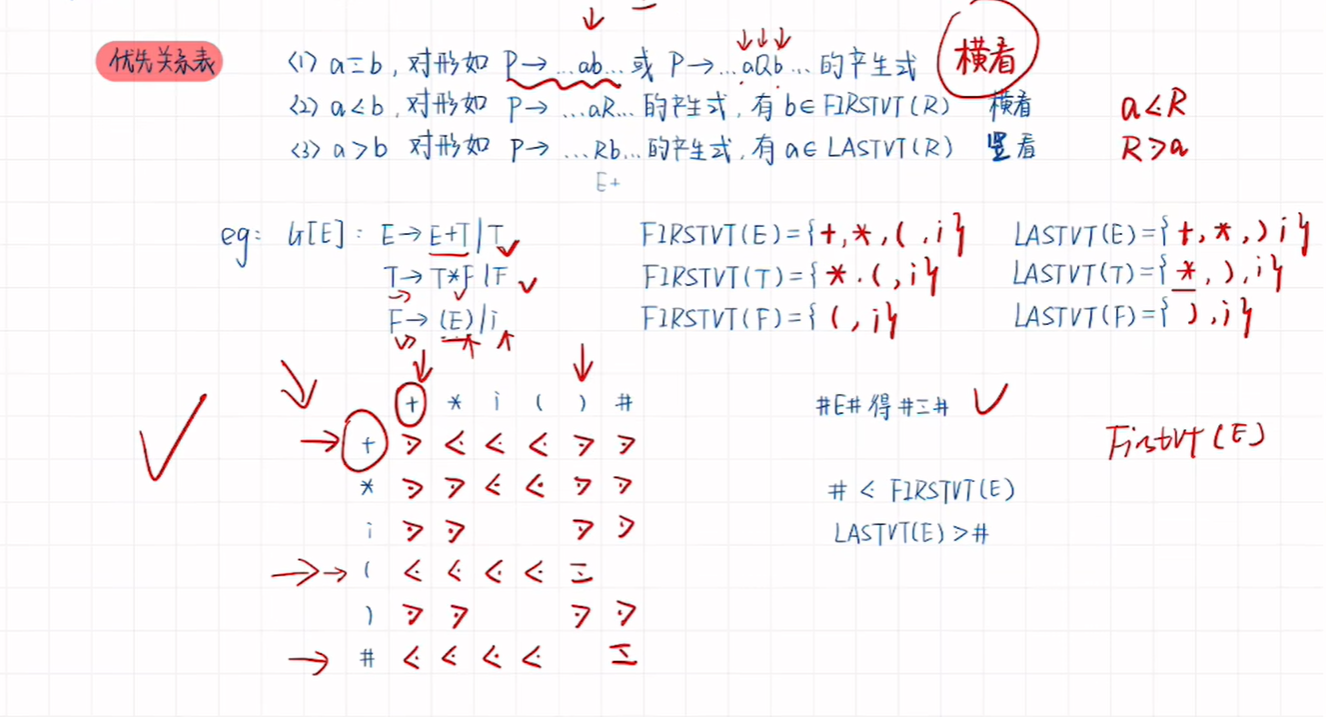 优先关系表 <1> a≡b, 对形如 P→ …ab… 或 P→…aQb… 的产生式 横看
<2> a<b, 对形如 P→ …aR… 的产生式, 有 b∈FIRSTVT(R) 横看 a⋖R
<3> a>b 对形如 P→ …Rb… 的产生式, 有 a∈LASTVT(R) 竖看 R⋗a
E+
eg: G[E]: E→E+T|T FIRSTVT(E)={+,*,(,i} LASTVT(E)={+,*,)i}
T→T*F|F FIRSTVT(T)={*.(,i} LASTVT(T)={*,),i}
F→(E)|i FIRSTVT(F)={(,i} LASTVT(F)={),i}
+ * i ( ) # #E# 得 #≡#
+ ⋗ ⋖ ⋖ ⋖ ⋗ ⋗ FirstVT(E)
* ⋗ ⋗ ⋖ ⋖ ⋗ ⋗ # ⋖ FIRSTVT(E)
i ⋗ ⋗ ⋗ ⋗ LASTVT(E)>#
( ⋖ ⋖ ⋖ ⋖ ≡
) ⋗ ⋗ ⋗ ⋗
# ⋖ ⋖ ⋖ ⋖ ≡